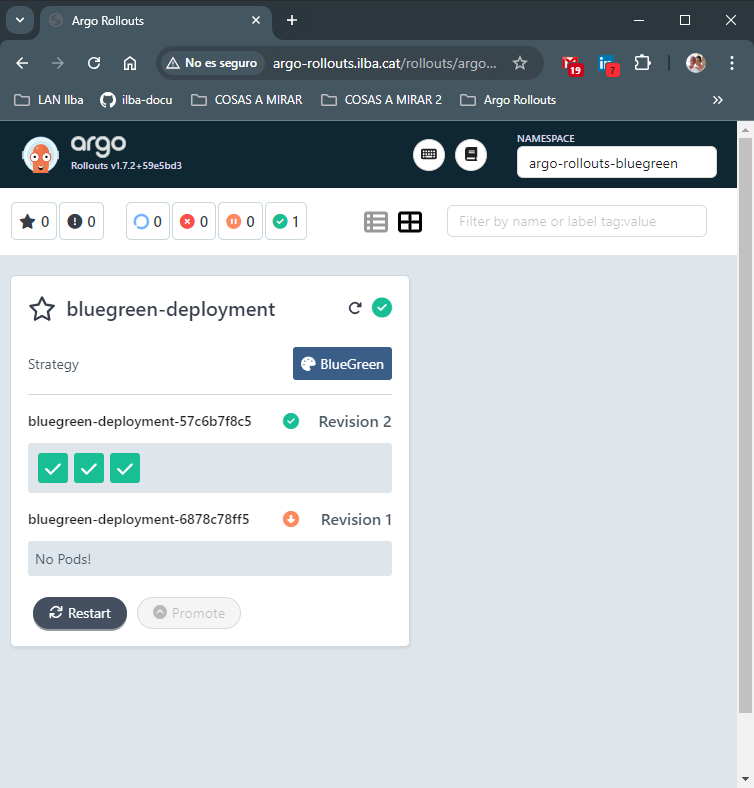 Argo Rollouts
No es seguro
argo-rollouts.ilba.cat/rollouts/argo...
19
7
LAN Ilba
ilba-docu
COSAS A MIRAR
COSAS A MIRAR 2
Argo Rollouts
argo
Rollouts v1.7.2+59e5bd3
NAMESPACE
argo-rollouts-bluegreen
0
0
0
0
0
1
Filter by name or label tag:value
bluegreen-deployment
Strategy
BlueGreen
bluegreen-deployment-57c6b7f8c5
Revision 2
bluegreen-deployment-6878c78ff5
Revision 1
No Pods!
Restart
Promote